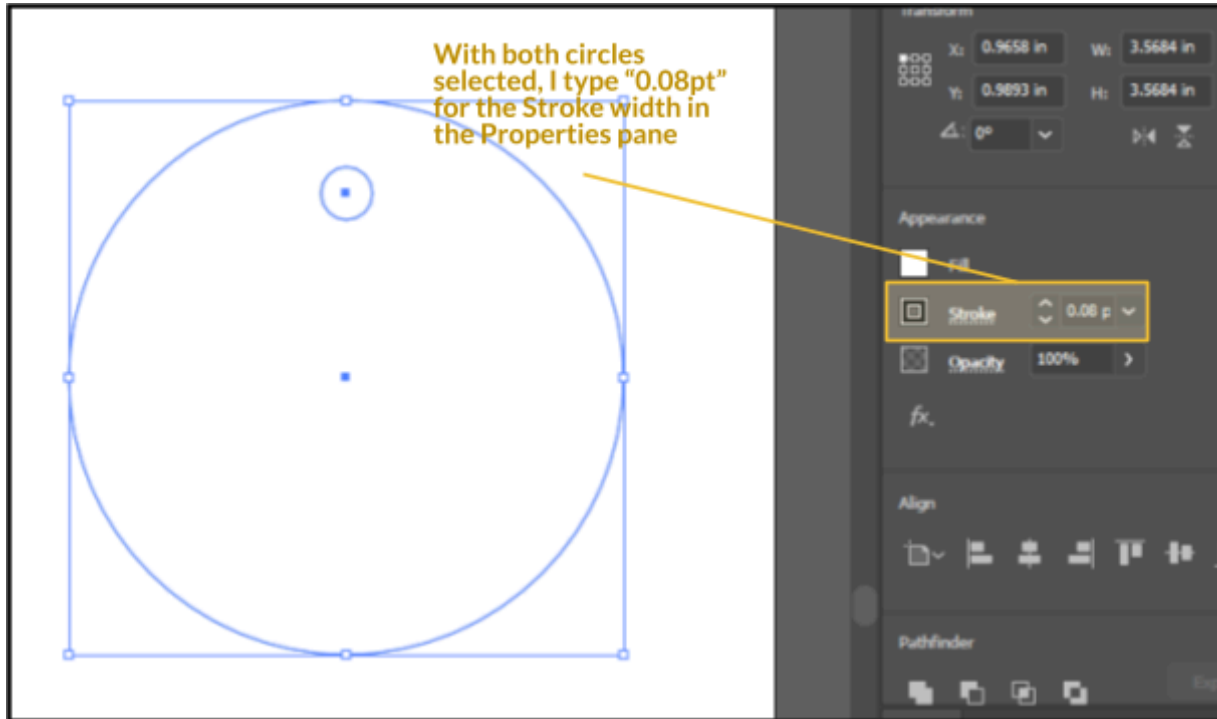 Transform
With both circles
selected, I type “0.08pt”
for the Stroke width in
the Properties pane
X: 0.9658 in W: 3.5684 in
Y: 0.9893 in H: 3.5684 in
0°
Appearance
Fill
Stroke 0.08 p
Opacity 100%
fx.
Align
Pathfinder